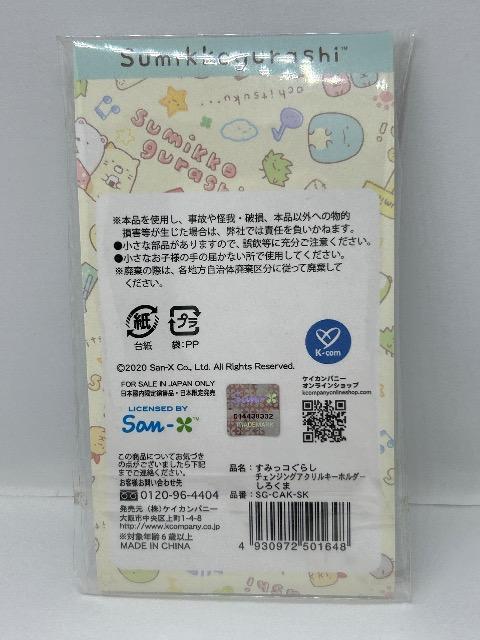 Sumikkogurashi™
ochitsuku...
Sumikko
gurashi
※本品を使用し、事故や怪我・破損、本品以外への物的
損害等が生じた場合は、弊社では責任を負いかねます。
●小さな部品がありますので、誤飲等に充分ご注意ください。
●小さなお子様の手の届かない所で使用してください。
※廃棄の際は、各地方自治体廃棄区分に従って廃棄して
ください。
紙
プラ
台紙
袋:PP
K-com
©2020 San-X Co., Ltd. All Rights Reserved.
ケイカンパニー
オンラインショップ
kcompanyonlineshop.com
FOR SALE IN JAPAN ONLY
日本国内限定領布品・日本限定発売
LICENSED BY
San-X™
San-X
014438332
TRADEMARK
この商品についてお気づき
の点がございましたら下記
までご連絡ください。
お客様お問い合わせ先
0120-96-4404
発売元(株)ケイカンパニー
大阪市中央区上町1-4-8
http://www.kcompany.co.jp
※対象年齢6歳以上
MADE IN CHINA
品名:すみっコぐらし
チェンジングアクリルキーホルダー
しろくま
品番:SG-CAK-SK
4 930972 501648